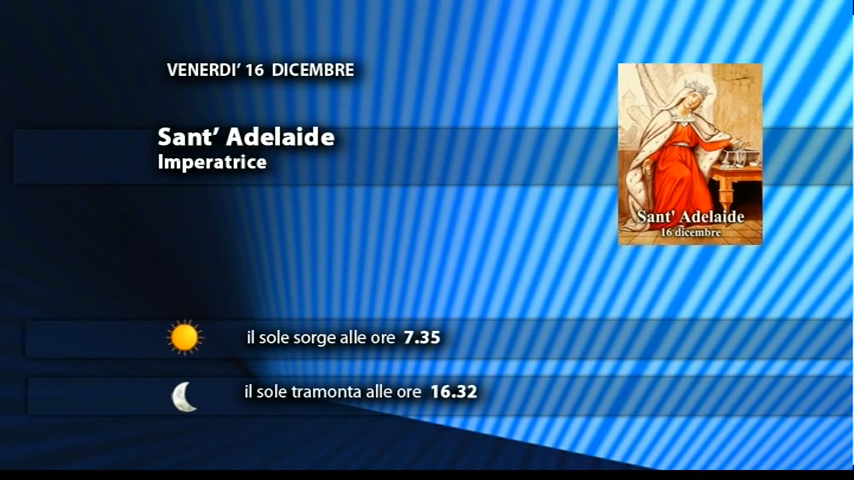 VENERDI’ 16 DICEMBRE
Sant’ Adelaide
Imperatrice
Sant' Adelaide
16 dicembre
il sole sorge alle ore 7.35
il sole tramonta alle ore 16.32